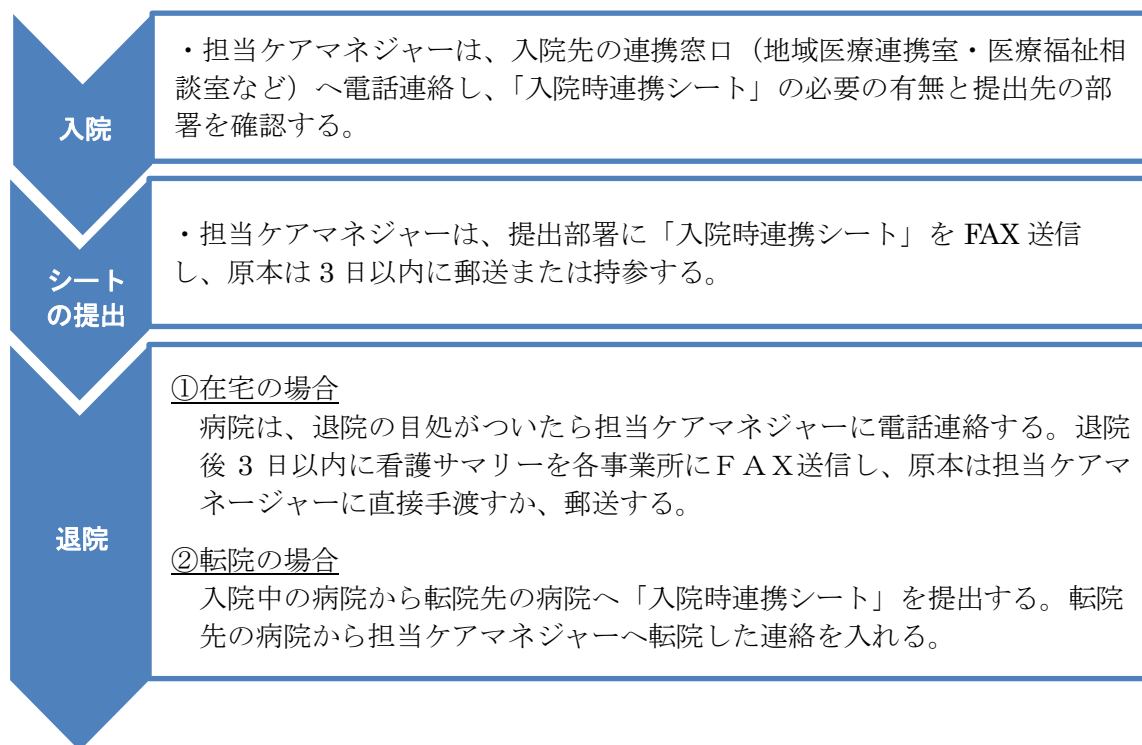 入院
・担当ケアマネジャーは、入院先の連携窓口（地域医療連携室・医療福祉相
談室など）へ電話連絡し、「入院時連携シート」の必要の有無と提出先の部
署を確認する。
シート
の提出
・担当ケアマネジャーは、提出部署に「入院時連携シート」を FAX 送信
し、原本は 3 日以内に郵送または持参する。
退院
①在宅の場合
病院は、退院の目処がついたら担当ケアマネジャーに電話連絡する。退院
後 3 日以内に看護サマリーを各事業所にＦＡＸ送信し、原本は担当ケアマ
ネージャーに直接手渡すか、郵送する。
②転院の場合
入院中の病院から転院先の病院へ「入院時連携シート」を提出する。転院
先の病院から担当ケアマネジャーへ転院した連絡を入れる。